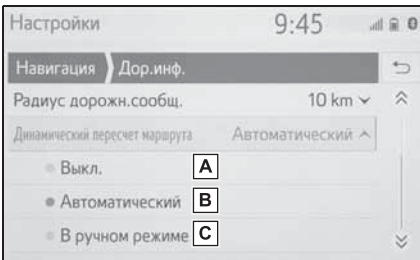 Настройки 9:45
Навигация Дор.инф.
Радиус дорожн.сообщ. 10 km
Динамический пересчет маршрута Автоматический
Выкл. A
Автоматический B
В ручном режиме C